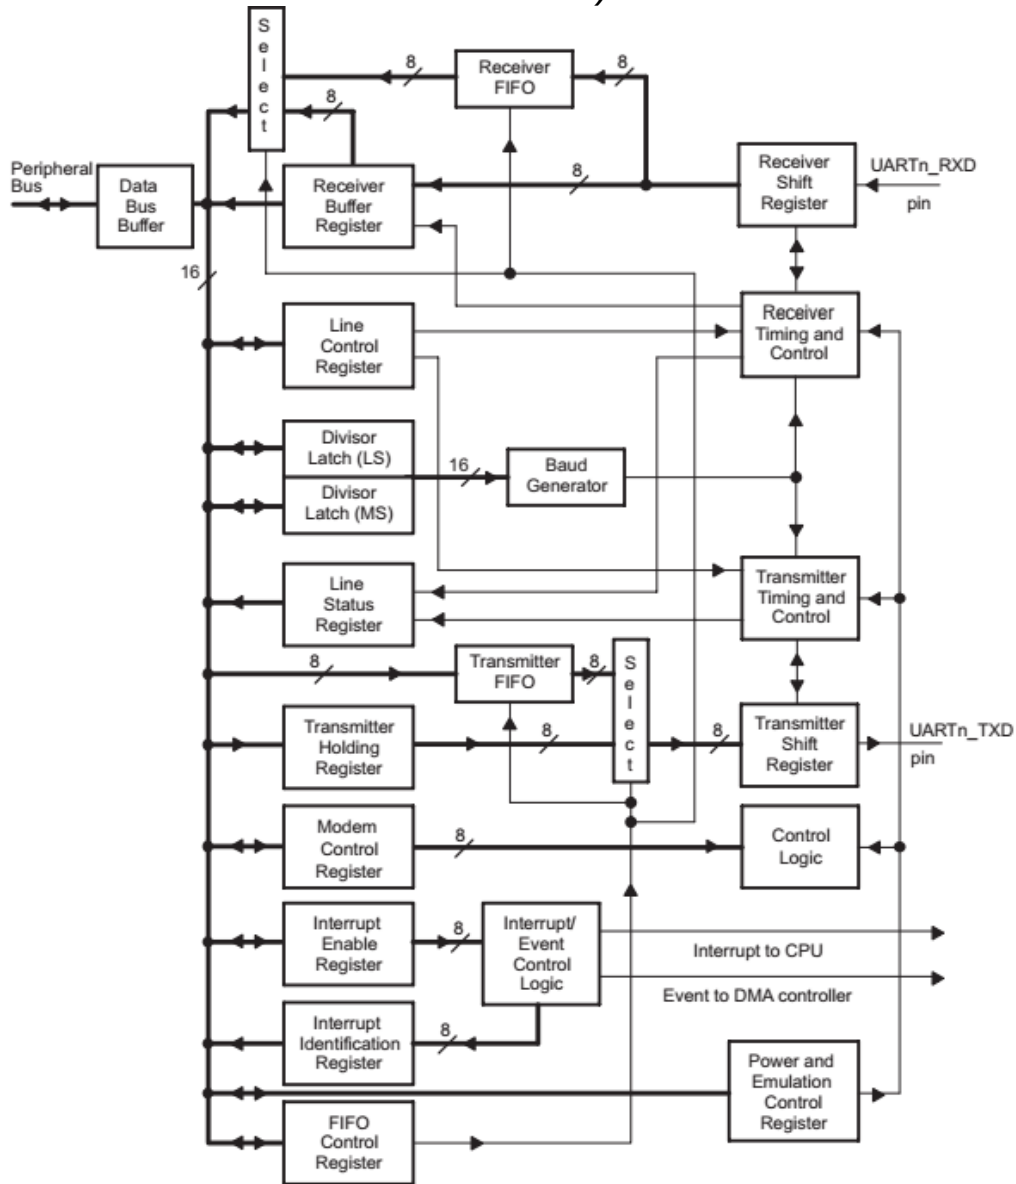 S
e
l
e
c
t
8
Receiver
FIFO
8
8
Peripheral
Bus
Data
Bus
Buffer
Receiver
Buffer
Register
8
Receiver
Shift
Register
UARTn_RXD
pin
16
Line
Control
Register
Receiver
Timing and
Control
Divisor
Latch (LS)
Divisor
Latch (MS)
16
Baud
Generator
Line
Status
Register
Transmitter
Timing and
Control
8
Transmitter
FIFO
8
S
e
l
e
c
t
Transmitter
Holding
Register
8
8
Transmitter
Shift
Register
UARTn_TXD
pin
Modem
Control
Register
8
Control
Logic
Interrupt
Enable
Register
8
Interrupt/
Event
Control
Logic
Interrupt to CPU
Event to DMA controller
Interrupt
Identification
Register
8
Power and
Emulation
Control
Register
FIFO
Control
Register